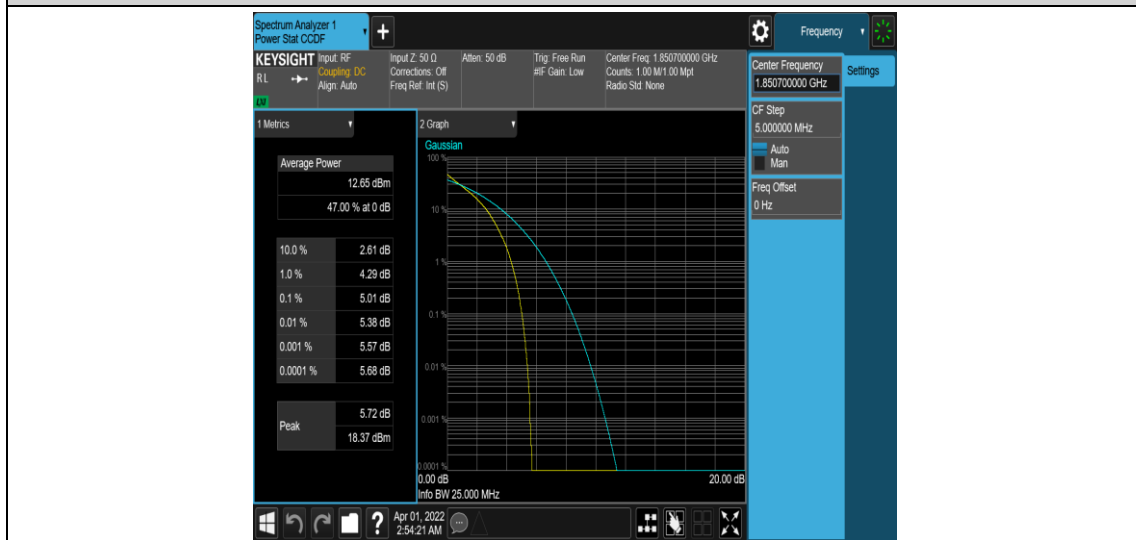 Spectrum Analyzer 1
Power Stat CCDF
+
Frequency
KEYSIGHT
RL
LXI
Input: RF
Coupling: DC
Align: Auto
Input Z: 50 Ω
Corrections: Off
Freq Ref: Int (S)
Atten: 50 dB
Trig: Free Run
#IF Gain: Low
Center Freq: 1.850700000 GHz
Counts: 1.00 M/1.00 Mpt
Radio Std: None
Center Frequency
1.850700000 GHz
Settings
CF Step
5.000000 MHz
Auto
Man
Freq Offset
0 Hz
1 Metrics
Average Power
12.65 dBm
47.00 % at 0 dB
10.0 % 2.61 dB
1.0 % 4.29 dB
0.1 % 5.01 dB
0.01 % 5.38 dB
0.001 % 5.57 dB
0.0001 % 5.68 dB
Peak
5.72 dB
18.37 dBm
2 Graph
Gaussian
100 %
10 %
1 %
0.1 %
0.01 %
0.001 %
0.0001 %
0.00 dB 20.00 dB
Info BW 25.000 MHz
?
Apr 01, 2022
2:54:21 AM